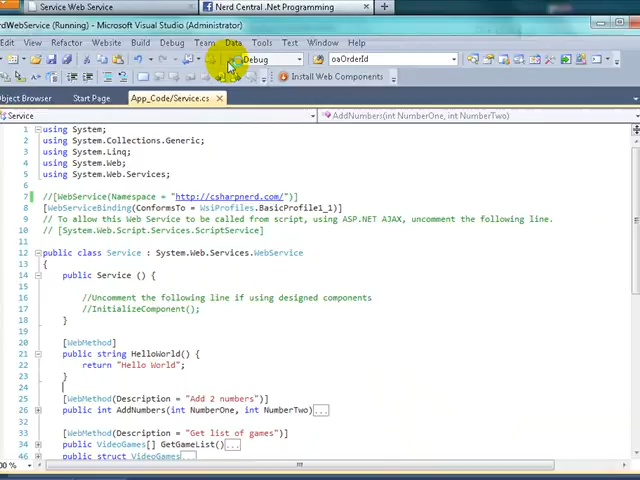 Service Web Service
Nerd Central .Net Programming
rdWebService (Running) - Microsoft Visual Studio (Administrator)
Edit View Refactor Window Website Build Debug Team Data Tools Test Window Help
Debug oaOrderId
Install Web Components
Object Browser Start Page App_Code/Service.cs
Service AddNumbers(int NumberOne, int NumberTwo)
1 using System;
2 using System.Collections.Generic;
3 using System.Linq;
4 using System.Web;
5 using System.Web.Services;
6
7 //[WebService(Namespace = "http://csharpnerd.com/")]
8 [WebServiceBinding(ConformsTo = WsiProfiles.BasicProfile1_1)]
9 // To allow this Web Service to be called from script, using ASP.NET AJAX, uncomment the following line.
10 // [System.Web.Script.Services.ScriptService]
11
12 public class Service : System.Web.Services.WebService
13 {
14 public Service () {
15
16 //Uncomment the following line if using designed components
17 //InitializeComponent();
18 }
19
20 [WebMethod]
21 public string HelloWorld() {
22 return "Hello World";
23 }
24
25 [WebMethod(Description = "Add 2 numbers")]
26 public int AddNumbers(int NumberOne, int NumberTwo)...
33 [WebMethod(Description = "Get list of games")]
34 public VideoGames[] GetGameList()...
46 public struct VideoGames...
00 %